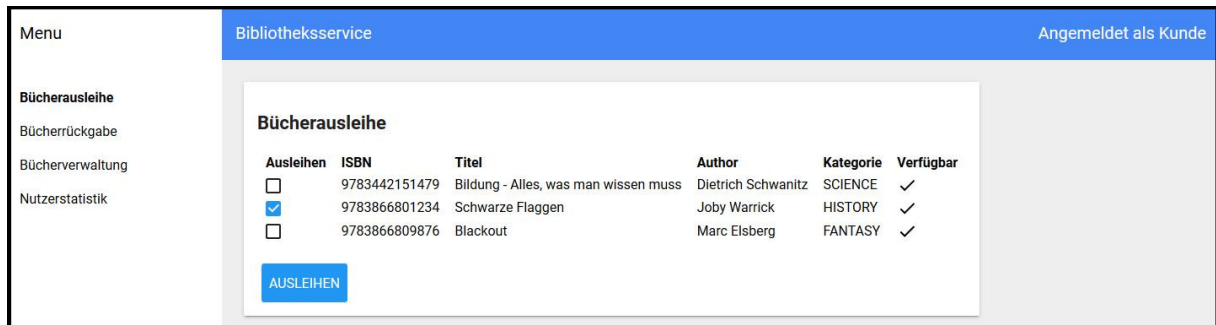 Menu
Bibliotheksservice
Angemeldet als Kunde
Bücherausleihe
Bücherrückgabe
Bücherverwaltung
Nutzerstatistik
Bücherausleihe
Ausleihen ISBN Titel Author Kategorie Verfügbar
9783442151479 Bildung - Alles, was man wissen muss Dietrich Schwanitz SCIENCE
9783866801234 Schwarze Flaggen Joby Warrick HISTORY
9783866809876 Blackout Marc Elsberg FANTASY
AUSLEIHEN